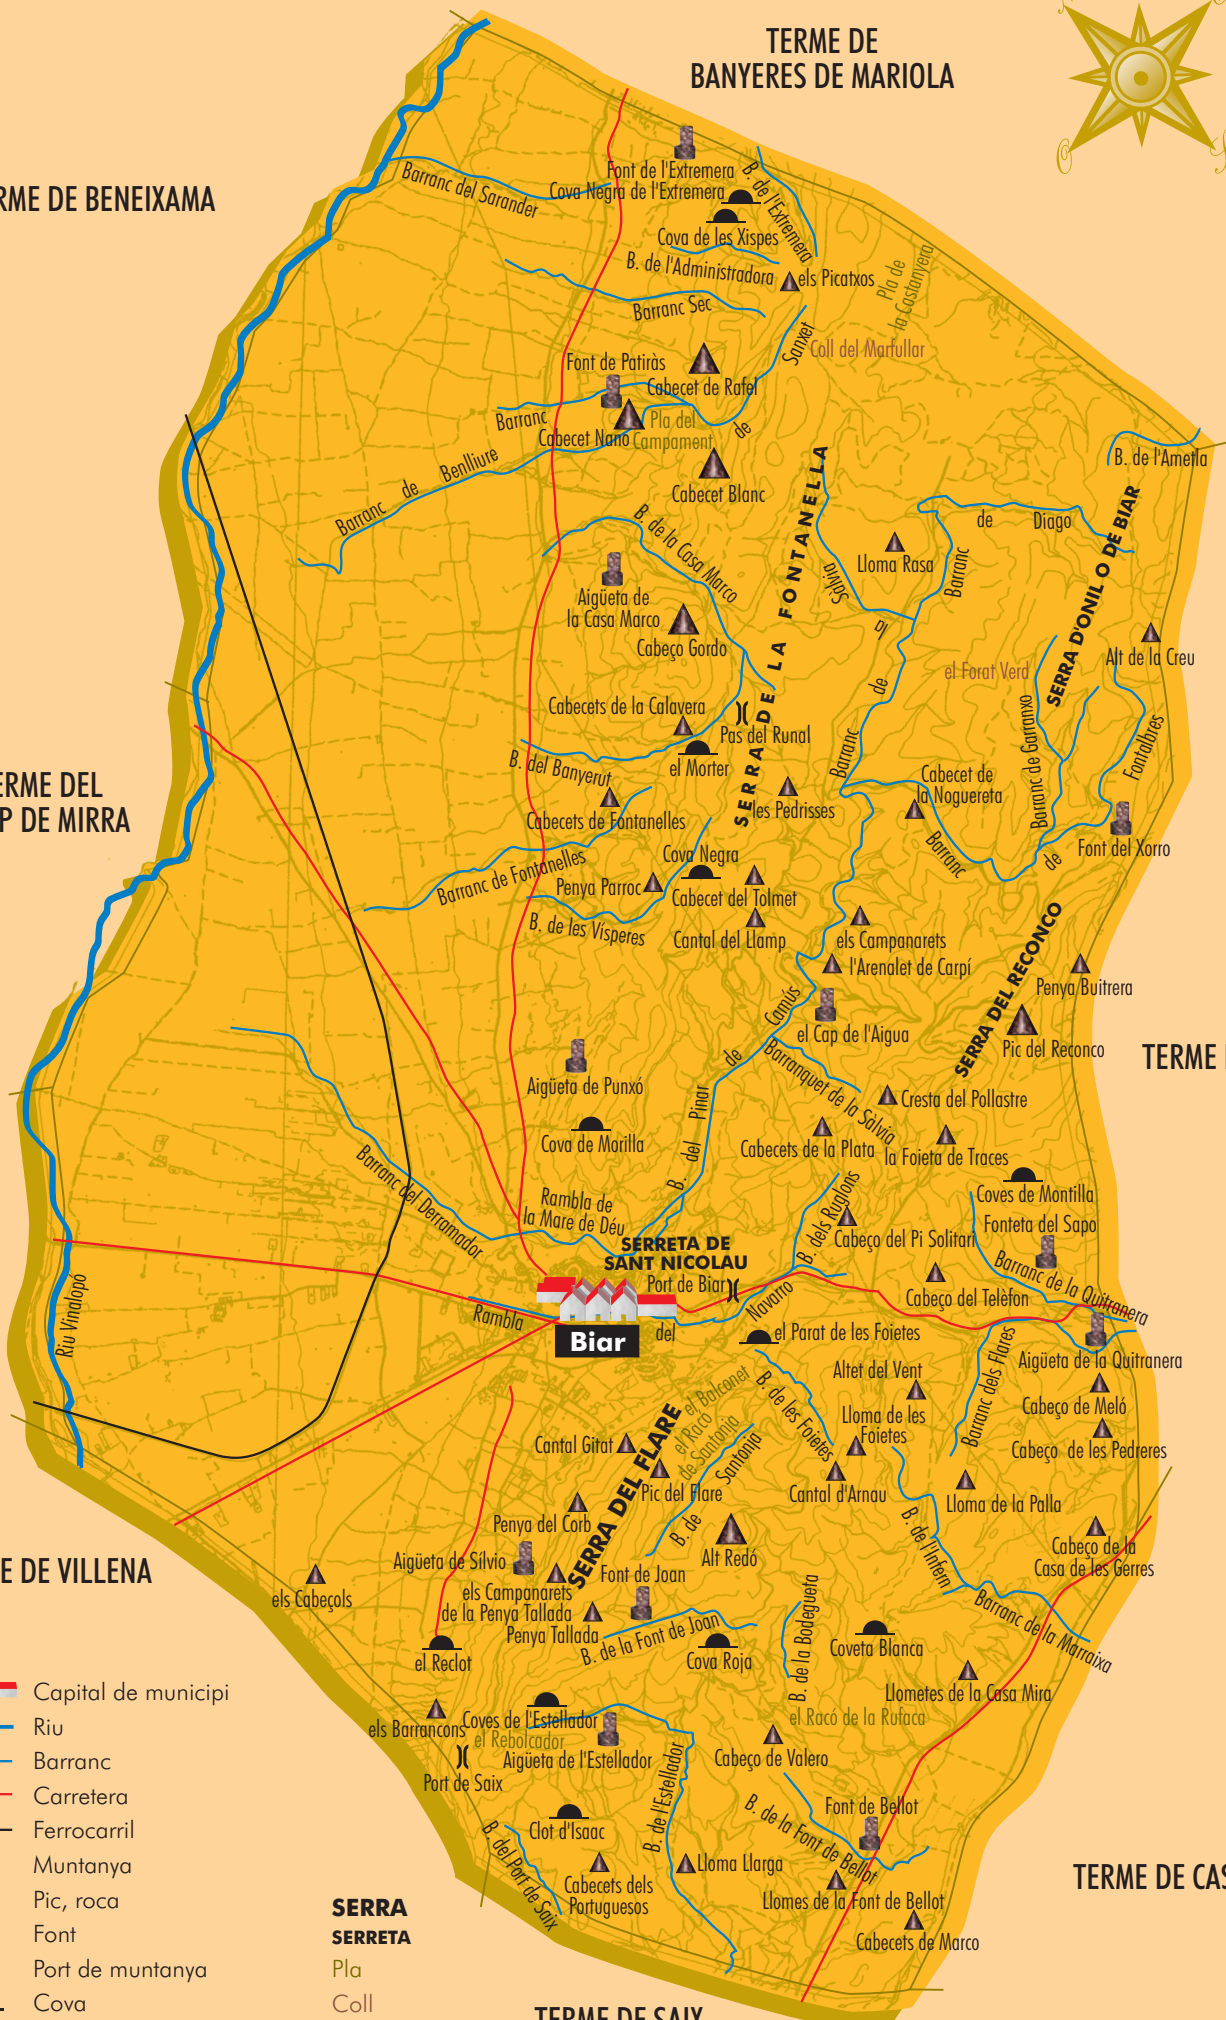 TERME DE
BANYERES DE MARIOLA
RME DE BENEIXAMA
ERME DEL
P DE MIRRA
TERME
E DE VILLENA
TERME DE CAS
TERME DE SAIX
Font de l'Extremera
Cova Negra de l'Extremera
B. de l'Extremera
Barranc del Sarander
Cova de les Xispes
B. de l'Administradora
els Picatxos
Pla de
la Castanyera
Barranc Sec
Sanxet
Coll del Marfullar
Font de Patiràs
Cabecet de Rafel
Barranc
Cabecet Nano
Pla del
Campament
de
Barranc de Benlliure
Cabecet Blanc
B. de l'Ametla
B. de la Casa Marco
SERRA DE LA FONTANELLA
de Diago
Barranc
Lloma Rasa
SERRA D'ONIL O DE BIAR
Aigüeta de
la Casa Marco
Sàlvia
Cabeço Gordo
el Forat Verd
Alt de la Creu
de
Barranc
Cabecets de la Calavera
Pas del Runal
Barranc de Garranxo
Fontalbres
el Morter
B. del Banyerut
les Pedrisses
Cabecet de
la Noguereta
Cabecets de Fontanelles
Barranc
de
Font del Xorro
Cova Negra
Barranc de Fontanelles
Penya Parroc
Cabecet del Tolmet
B. de les Vísperes
Cantal del Llamp
els Campanarets
l'Arenalet de Carpí
SERRA DEL RECONCO
Penya Buitrera
Camús
el Cap de l'Aigua
Pic del Reconco
de
Barranquet de la Sàlvia
Aigüeta de Punxó
Cresta del Pollastre
B. del Pinar
Cova de Morilla
Cabecets de la Plata
la Foieta de Traces
Barranc del Derramador
Coves de Montilla
Rambla de
la Mare de Déu
B. dels Ruglons
Fonteta del Sapo
Cabeço del Pi Solitari
SERRETA DE
SANT NICOLAU
Port de Biar
Barranc de la Quitranera
Riu Vinalopó
Navarro
Cabeço del Telèfon
Rambla
del
Biar
el Parat de les Foietes
Barranc dels Flares
Aigüeta de la Quitranera
Altet del Vent
B. de les Foietes
el Balconet
Cabeço de Meló
Lloma de les
Foietes
el Racó
de Santonja
Cantal Gitat
Cabeço de les Pedreres
SERRA DEL FLARE
Pic del Flare
B. de Santonja
Cantal d'Arnau
Lloma de la Palla
Penya del Corb
B. de l'Infern
Alt Redó
Cabeço de la
Casa de les Gerres
Aigüeta de Sílvio
Font de Joan
els Cabeçols
els Campanarets
de la Penya Tallada
B. de la Bodegueta
Barranc de la Marraixa
Penya Tallada
B. de la Font de Joan
Coveta Blanca
el Reclot
Cova Roja
Llometes de la Casa Mira
Coves de l'Estellador
els Barrancons
el Racó de la Rufaca
el Rebolcador
Aigüeta de l'Estellador
Cabeço de Valero
Port de Saix
B. de l'Estellador
Clot d'Isaac
B. de la Font de Bellot
Font de Bellot
B. del Port de Saix
Lloma Llarga
Cabecets dels
Portuguesos
Llomes de la Font de Bellot
Cabecets de Marco
Capital de municipi
Riu
Barranc
Carretera
Ferrocarril
Muntanya
Pic, roca
Font
Port de muntanya
Cova
SERRA
SERRETA
Pla
Coll